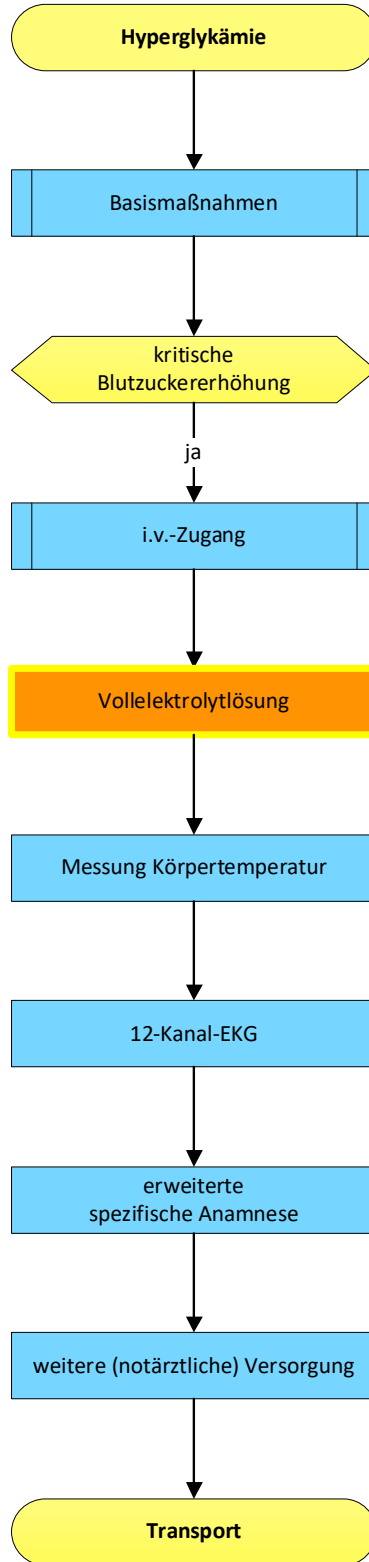 Hyperglykämie
Basismaßnahmen
kritische
Blutzuckererhöhung
ja
i.v.-Zugang
Vollelektrolytlösung
Messung Körpertemperatur
12-Kanal-EKG
erweiterte
spezifische Anamnese
weitere (notärztliche) Versorgung
Transport